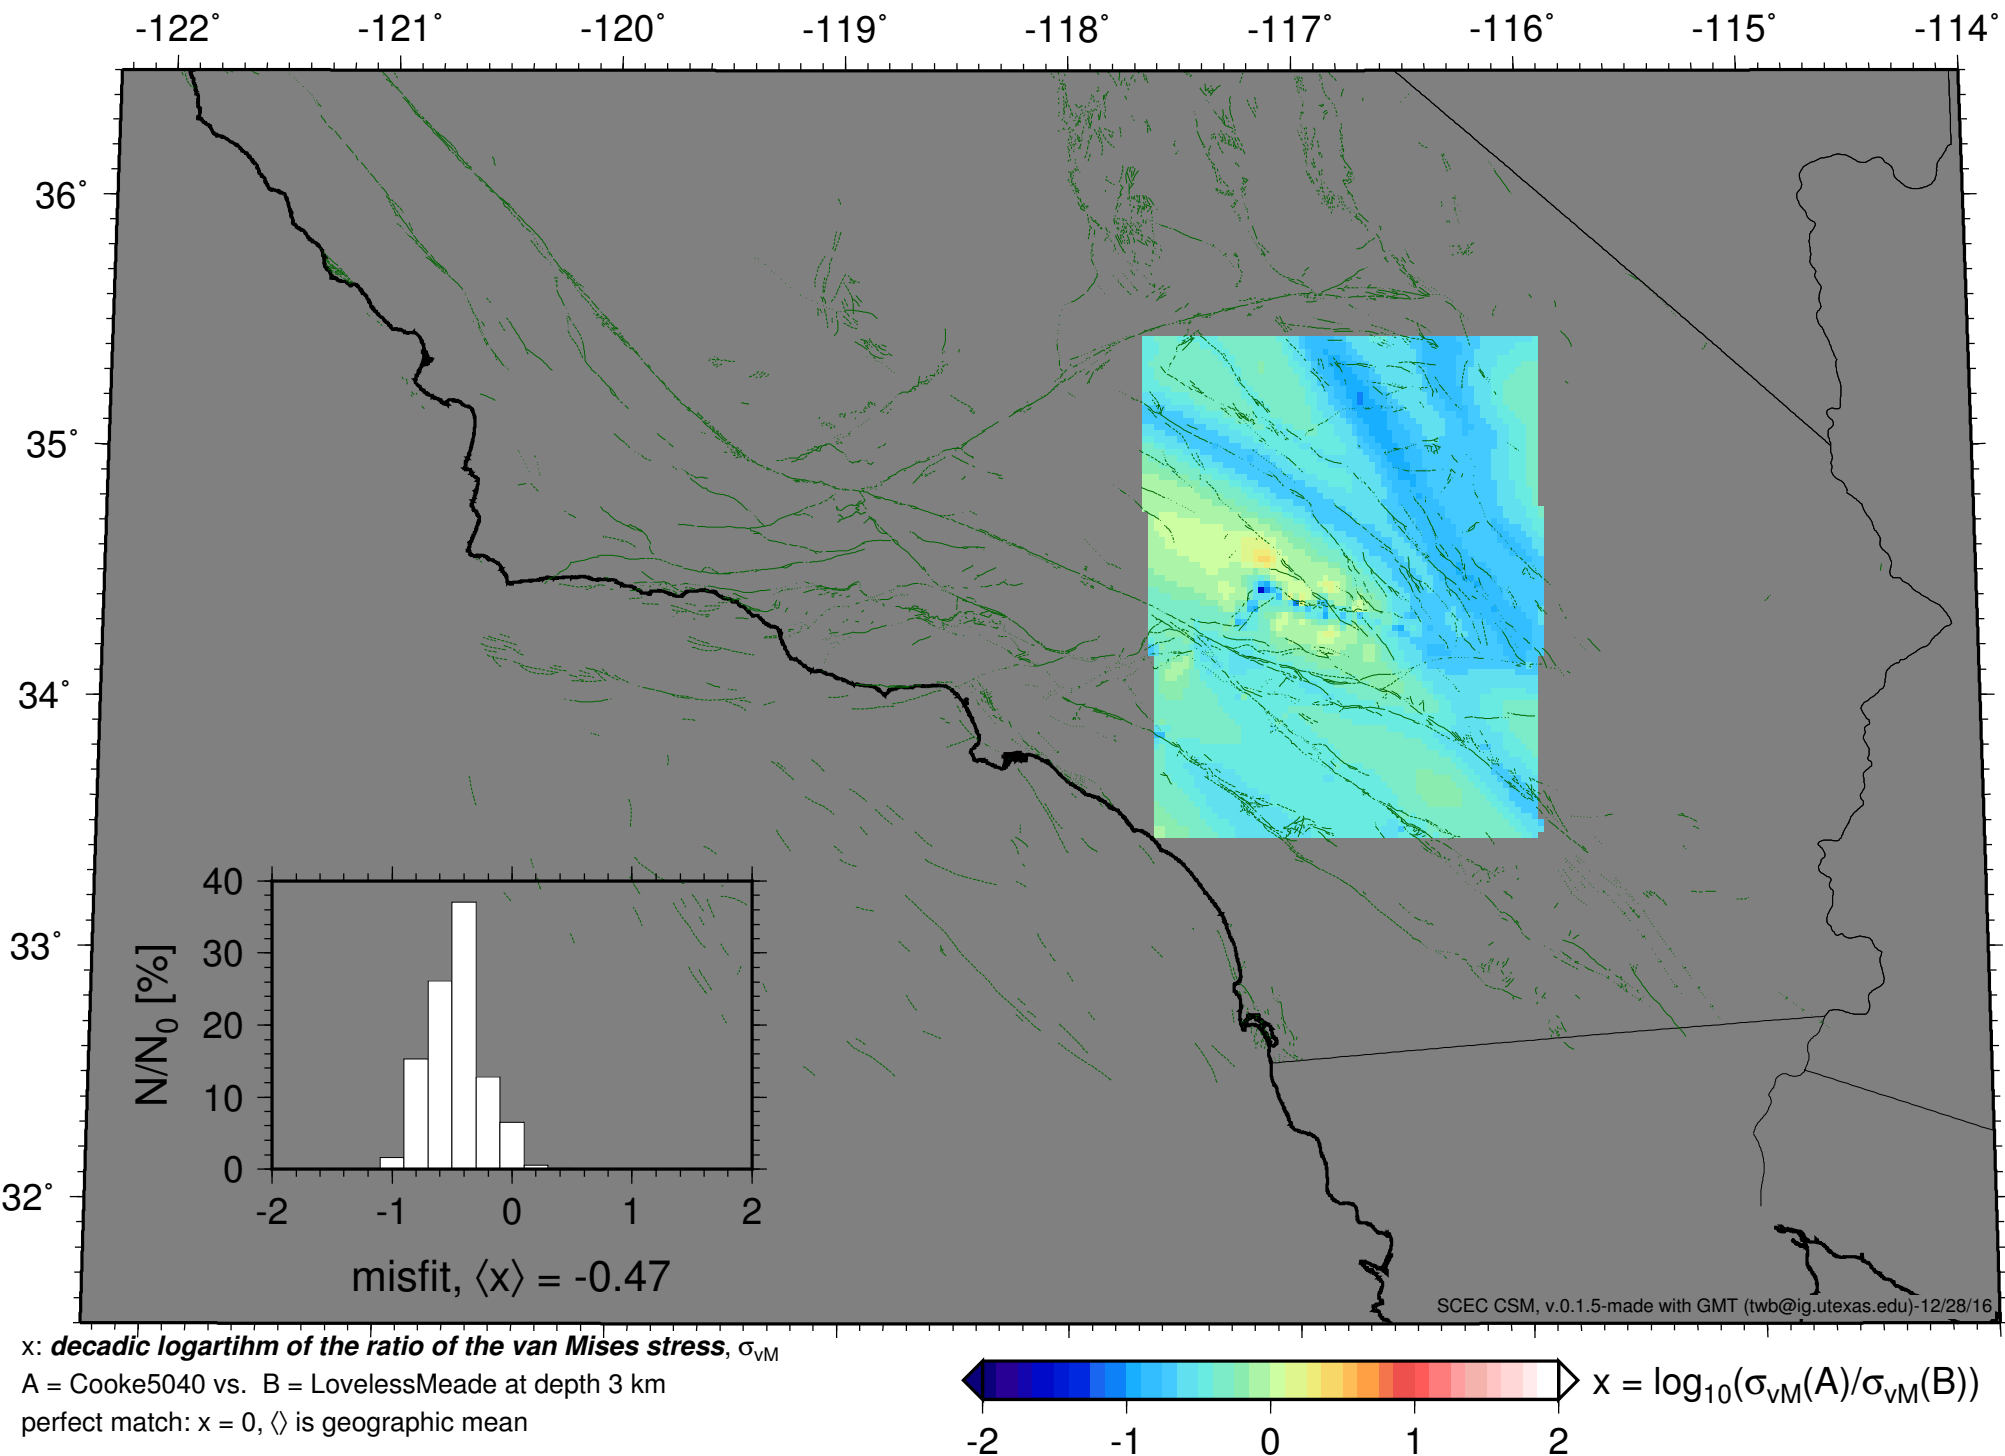 -122° -121° -120° -119° -118° -117° -116° -115° -114°
36°
35°
34°
33°
32°
40
30
20
10
0
N/N0 [%]
-2 -1 0 1 2
misfit, ⟨x⟩ = -0.47
SCEC CSM, v.0.1.5-made with GMT (twb@ig.utexas.edu)-12/28/16
x: decadic logartihm of the ratio of the van Mises stress, σvM
A = Cooke5040 vs. B = LovelessMeade at depth 3 km
perfect match: x = 0, ⟨⟩ is geographic mean
x = log10(σvM(A)/σvM(B))
-2 -1 0 1 2